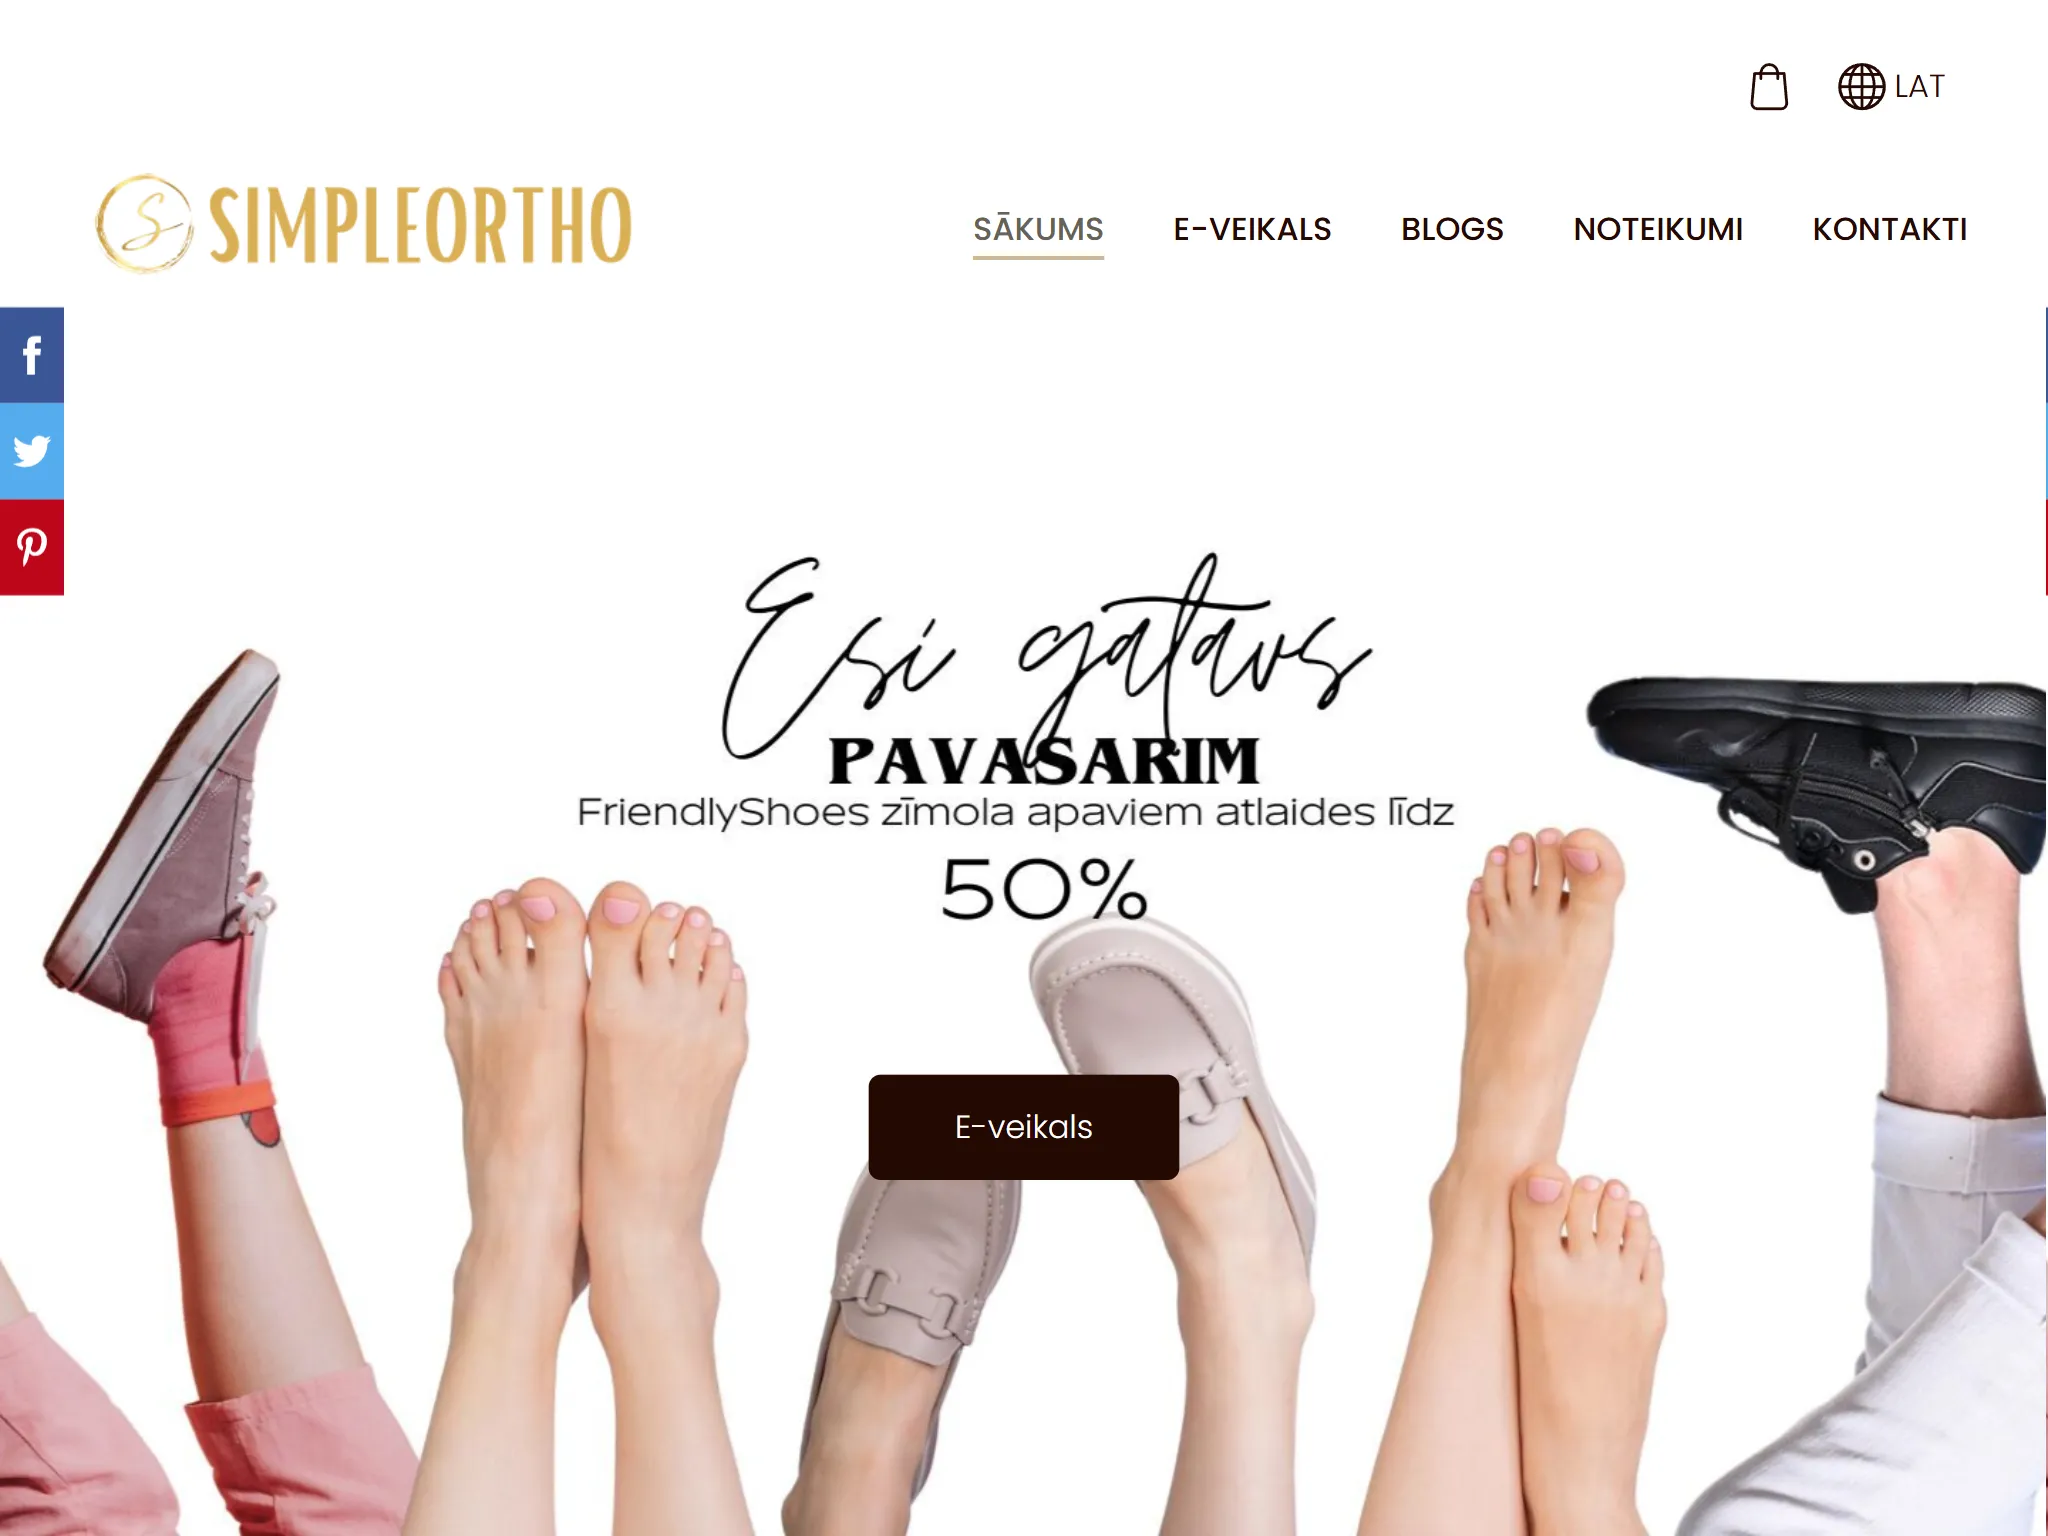 LAT
S SIMPLEORTHO
SĀKUMS E-VEIKALS BLOGS NOTEIKUMI KONTAKTI
Esi gatavs
PAVASARIM
FriendlyShoes zīmola apaviem atlaides līdz
50%
E-veikals